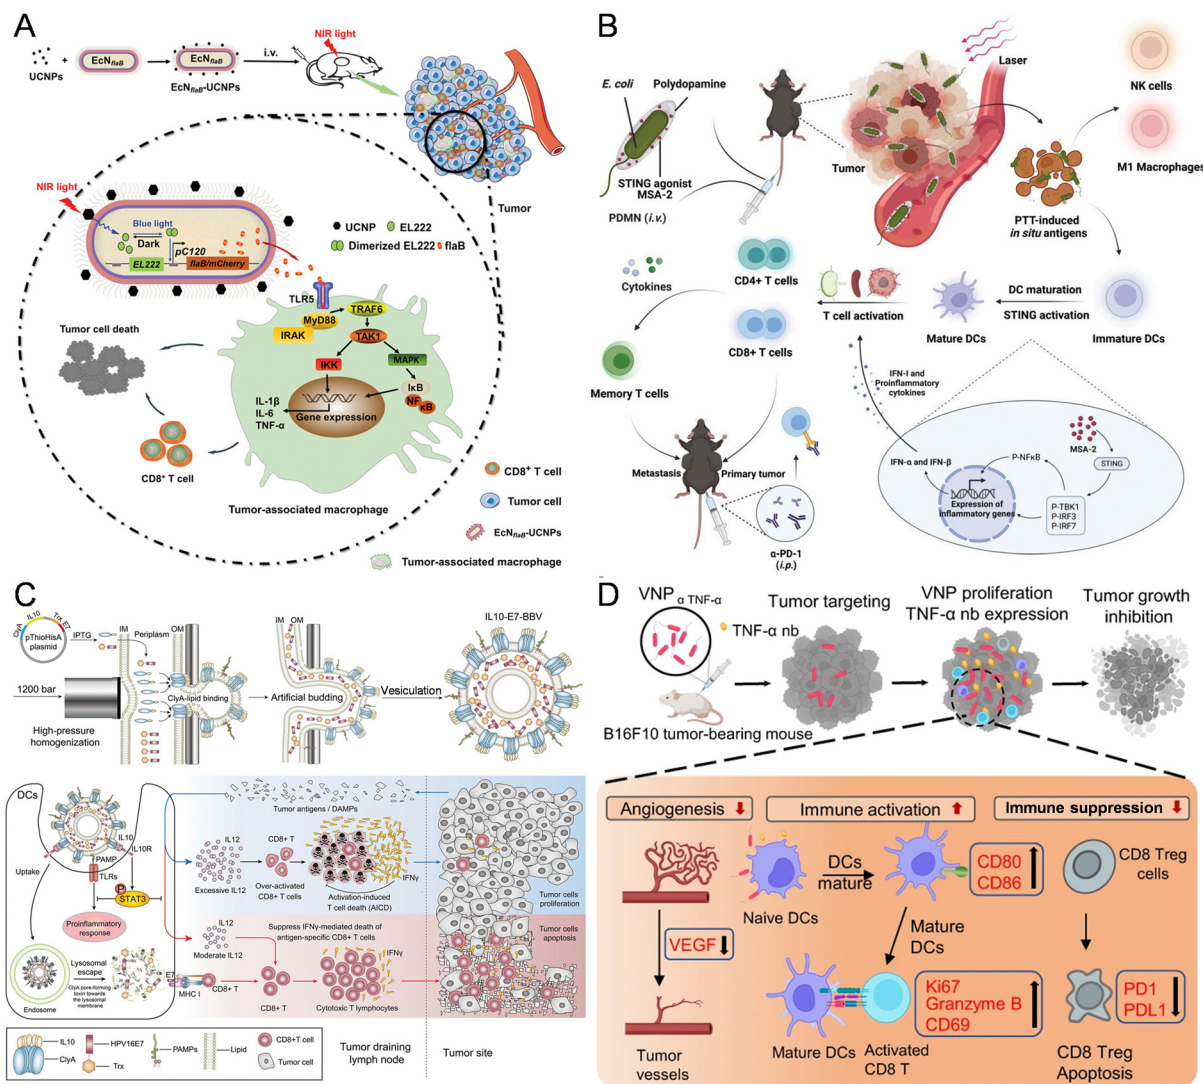 A
UCNPs
+
EcNflaB
EcNflaB
EcNflaB-UCNPs
i.v.
NIR light
Tumor
NIR light
Blue light
Dark
EL222
pC120
flaB/mCherry
UCNP
EL222
Dimerized EL222
flaB
TLR5
MyD88
TRAF6
IRAK
TAK1
IKK
MAPK
IκB
NF
κB
Gene expression
IL-1β
IL-6
TNF-α
Tumor cell death
CD8+ T cell
Tumor-associated macrophage
CD8+ T cell
Tumor cell
EcNflaB-UCNPs
Tumor-associated macrophage
B
E. coli
Polydopamine
STING agonist
MSA-2
PDMN (i.v.)
Tumor
Laser
NK cells
M1 Macrophages
PTT-induced
in situ antigens
Cytokines
CD4+ T cells
CD8+ T cells
T cell activation
Mature DCs
DC maturation
STING activation
Immature DCs
Memory T cells
Metastasis
Primary tumor
α-PD-1
(i.p.)
IFN-I and
Proinflammatory
cytokines
IFN-α and IFN-β
P-NFκB
MSA-2
STING
P-TBK1
P-IRF3
P-IRF7
Expression of
inflammatory genes
C
ClyA
IL10
Trx
E7
pThioHisA
plasmid
IPTG
IM
Periplasm
OM
1200 bar
High-pressure
homogenization
ClyA-lipid binding
IM
OM
Artificial budding
Vesiculation
IL10-E7-BBV
DCs
IL10
IL10R
PAMP
TLRs
Uptake
P
STAT3
Proinflammatory
response
Lysosomal
escape
ClyA pore-forming
toxin towards
the lysosomal
membrane
Endosome
E7
MHC I
CD8+ T
Tumor antigens / DAMPs
IL12
Excessive IL12
CD8+ T
Over-activated
CD8+ T cells
Activation-induced
T cell death (AICD)
IFNγ
Tumor cells
proliferation
Tumor cells
apoptosis
IL12
Moderate IL12
Suppress IFNγ-mediated death of
antigen-specific CD8+ T cells
IFNγ
CD8+ T
Cytotoxic T lymphocytes
Tumor draining
lymph node
Tumor site
IL10
ClyA
HPV16E7
Trx
PAMPs
Lipid
CD8+T cell
Tumor cell
D
VNP α TNF-α
TNF-α nb
B16F10 tumor-bearing mouse
Tumor targeting
VNP proliferation
TNF-α nb expression
Tumor growth
inhibition
Angiogenesis
Immune activation
Immune suppression
VEGF
Tumor
vessels
Naive DCs
DCs
mature
CD80
CD86
Mature
DCs
Mature DCs
Activated
CD8 T
Ki67
Granzyme B
CD69
CD8 Treg
cells
PD1
PDL1
CD8 Treg
Apoptosis